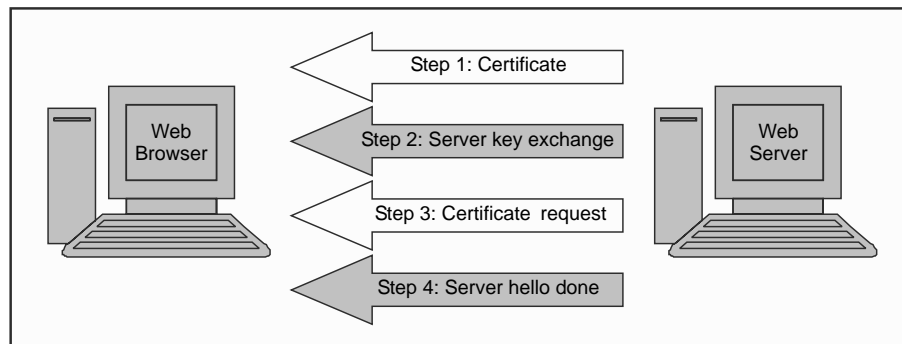 Step 1: Certificate
Web
Browser
Step 2: Server key exchange
Web
Server
Step 3: Certificate request
Step 4: Server hello done